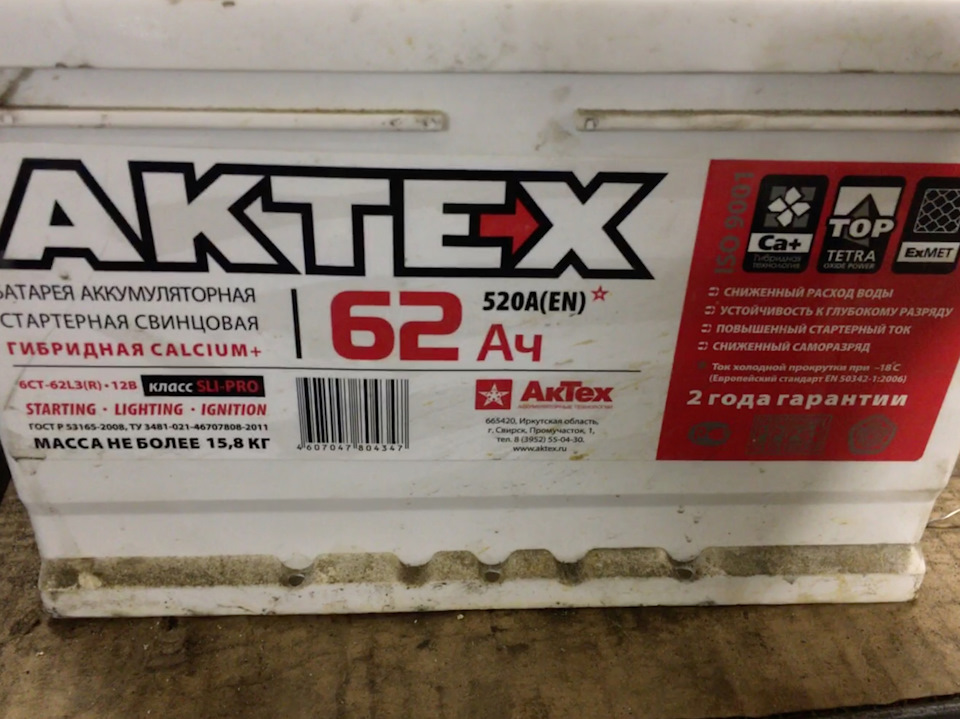 AKTEX
БАТАРЕЯ АККУМУЛЯТОРНАЯ
СТАРТЕРНАЯ СВИНЦОВАЯ
ГИБРИДНАЯ CALCIUM+
62 Ач
520A(EN)
6СТ-62L3(R) · 12В класс SLI-PRO
STARTING · LIGHTING · IGNITION
ГОСТ Р 53165-2008, ТУ 3481-021-46707808-2011
МАССА НЕ БОЛЕЕ 15,8 КГ
4607047804347
АкТех
665420, Иркутская область,
г. Свирск, Промучасток, 1,
тел. 8 (3952) 55-04-30.
www.aktex.ru
ISO 9001
Ca+
Гибридная
технология
TOP
TETRA
OXIDE POWER
ExMET
СНИЖЕННЫЙ РАСХОД ВОДЫ
УСТОЙЧИВОСТЬ К ГЛУБОКОМУ РАЗРЯДУ
ПОВЫШЕННЫЙ СТАРТЕРНЫЙ ТОК
СНИЖЕННЫЙ САМОРАЗРЯД
Ток холодной прокрутки при –18°С
(Европейский стандарт EN 50342-1:2006)
2 года гарантии